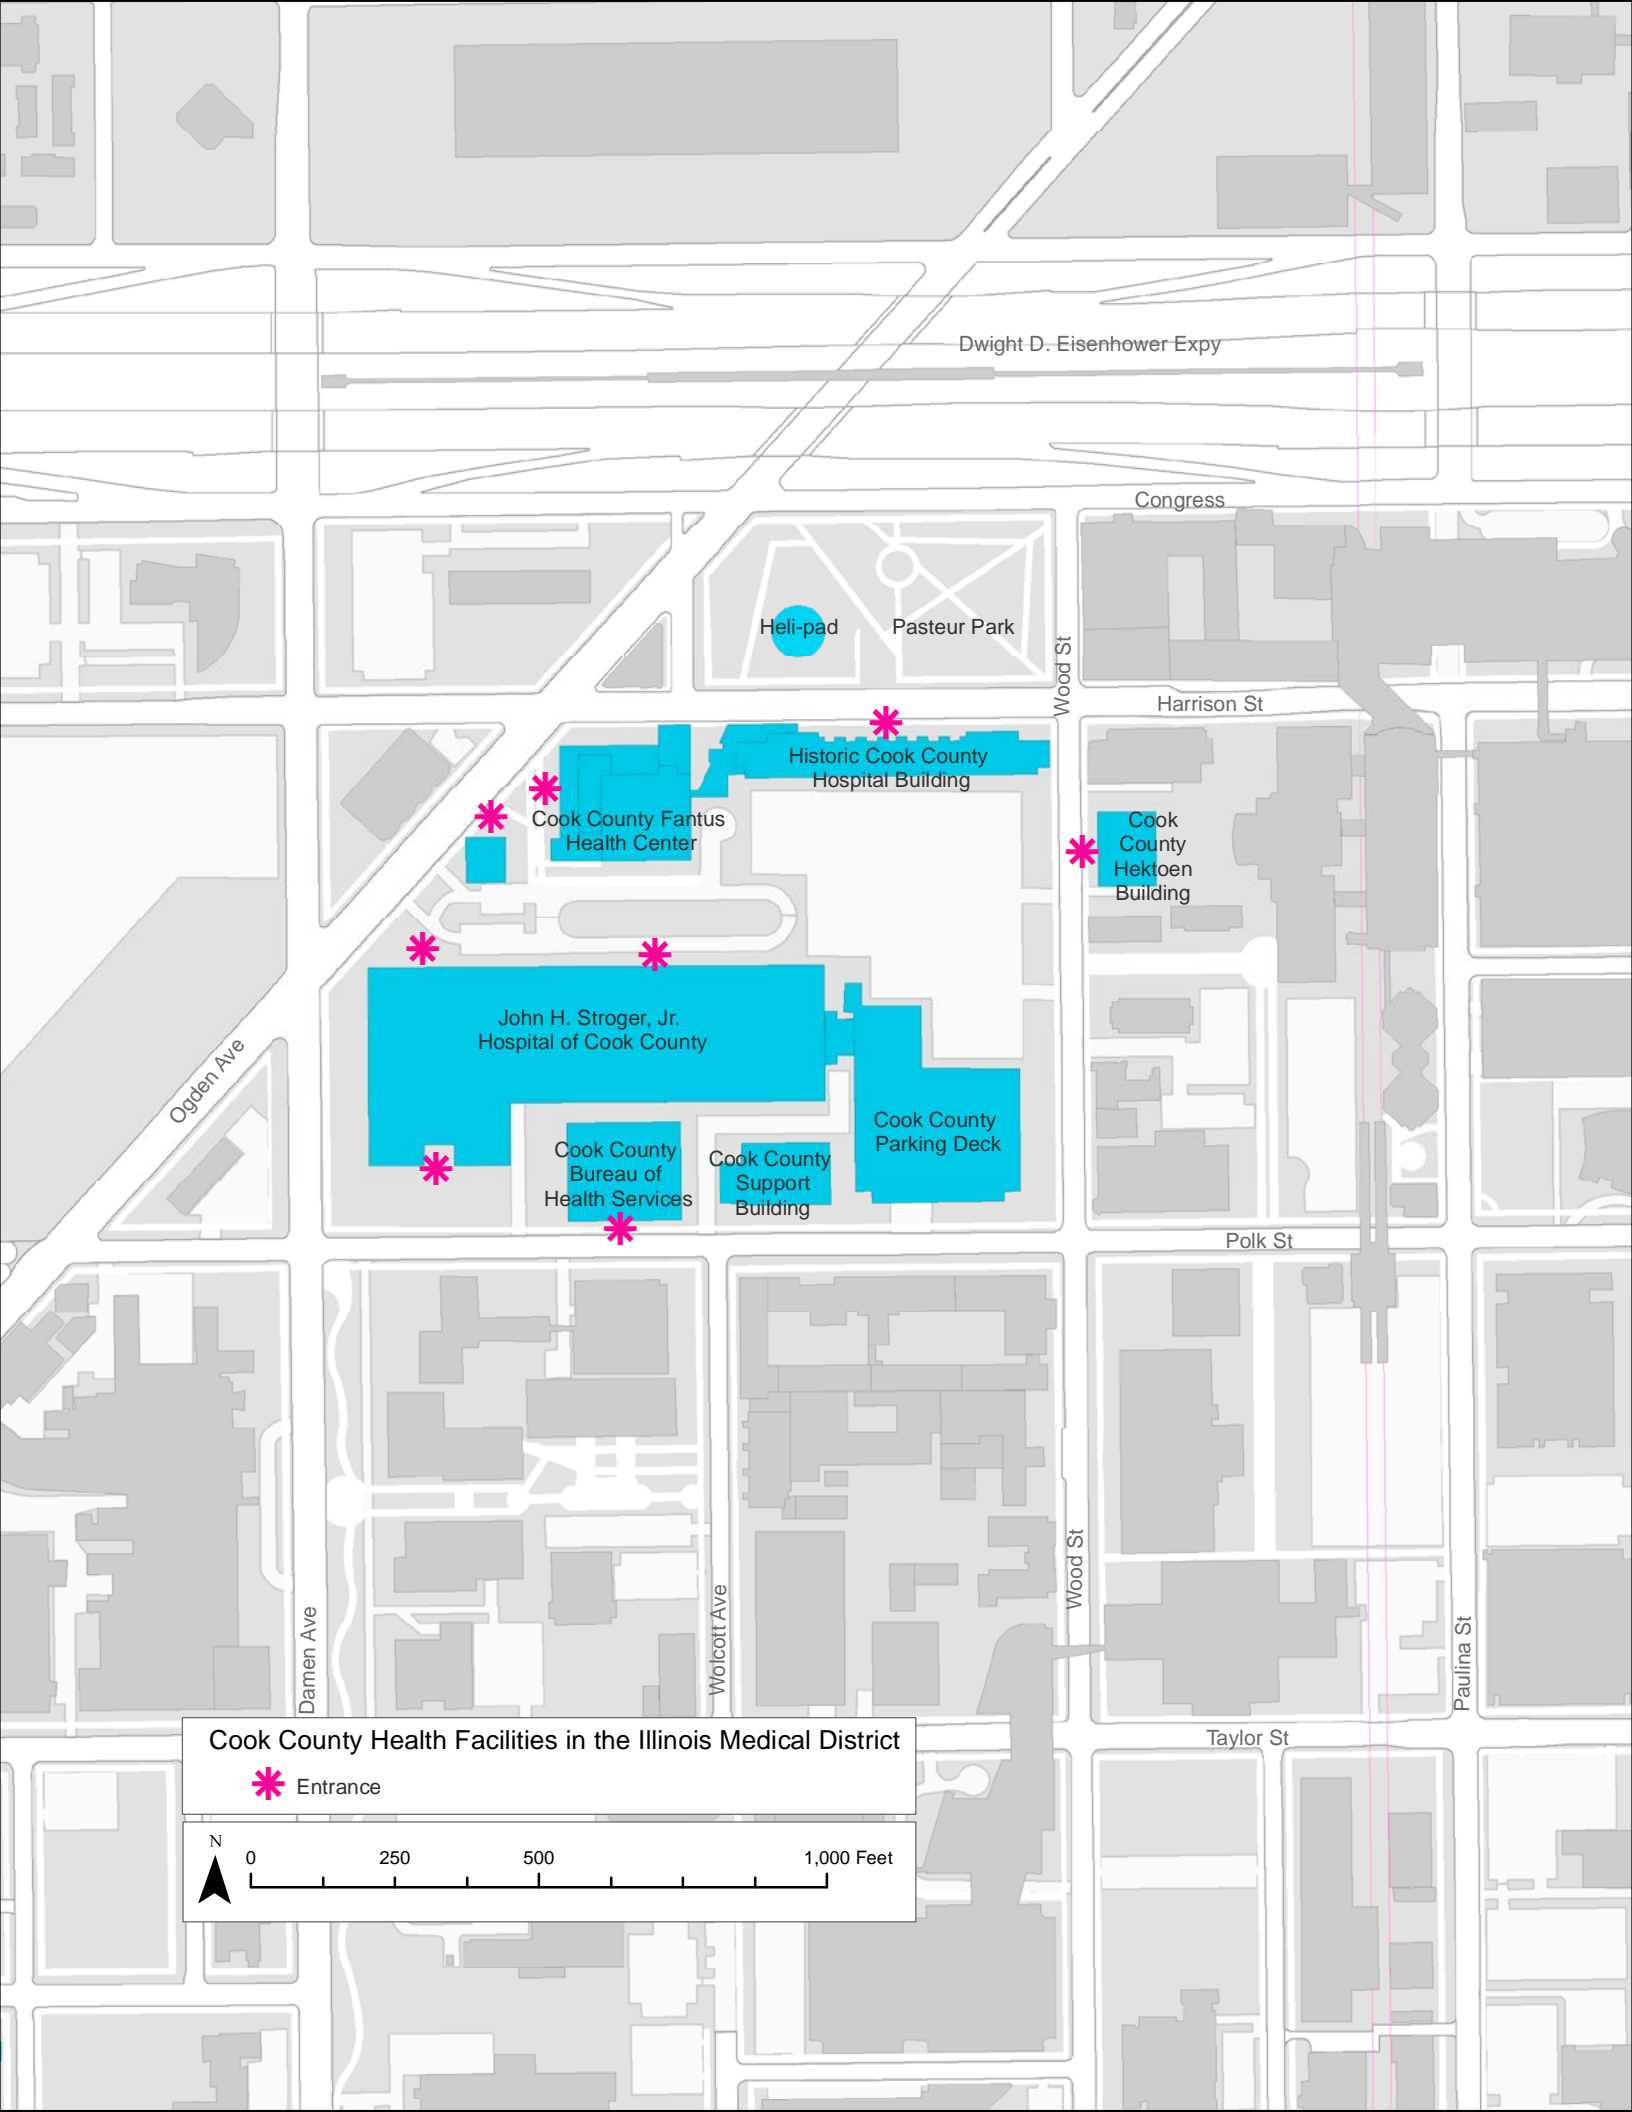 Dwight D. Eisenhower Expy
Congress
Heli-pad
Pasteur Park
Wood St
Harrison St
Historic Cook County
Hospital Building
Cook County Fantus
Health Center
Cook
County
Hektoen
Building
John H. Stroger, Jr.
Hospital of Cook County
Ogden Ave
Cook County
Parking Deck
Cook County
Bureau of
Health Services
Cook County
Support
Building
Polk St
Wood St
Wolcott Ave
Damen Ave
Paulina St
Taylor St
Cook County Health Facilities in the Illinois Medical District
Entrance
N
0 250 500 1,000 Feet